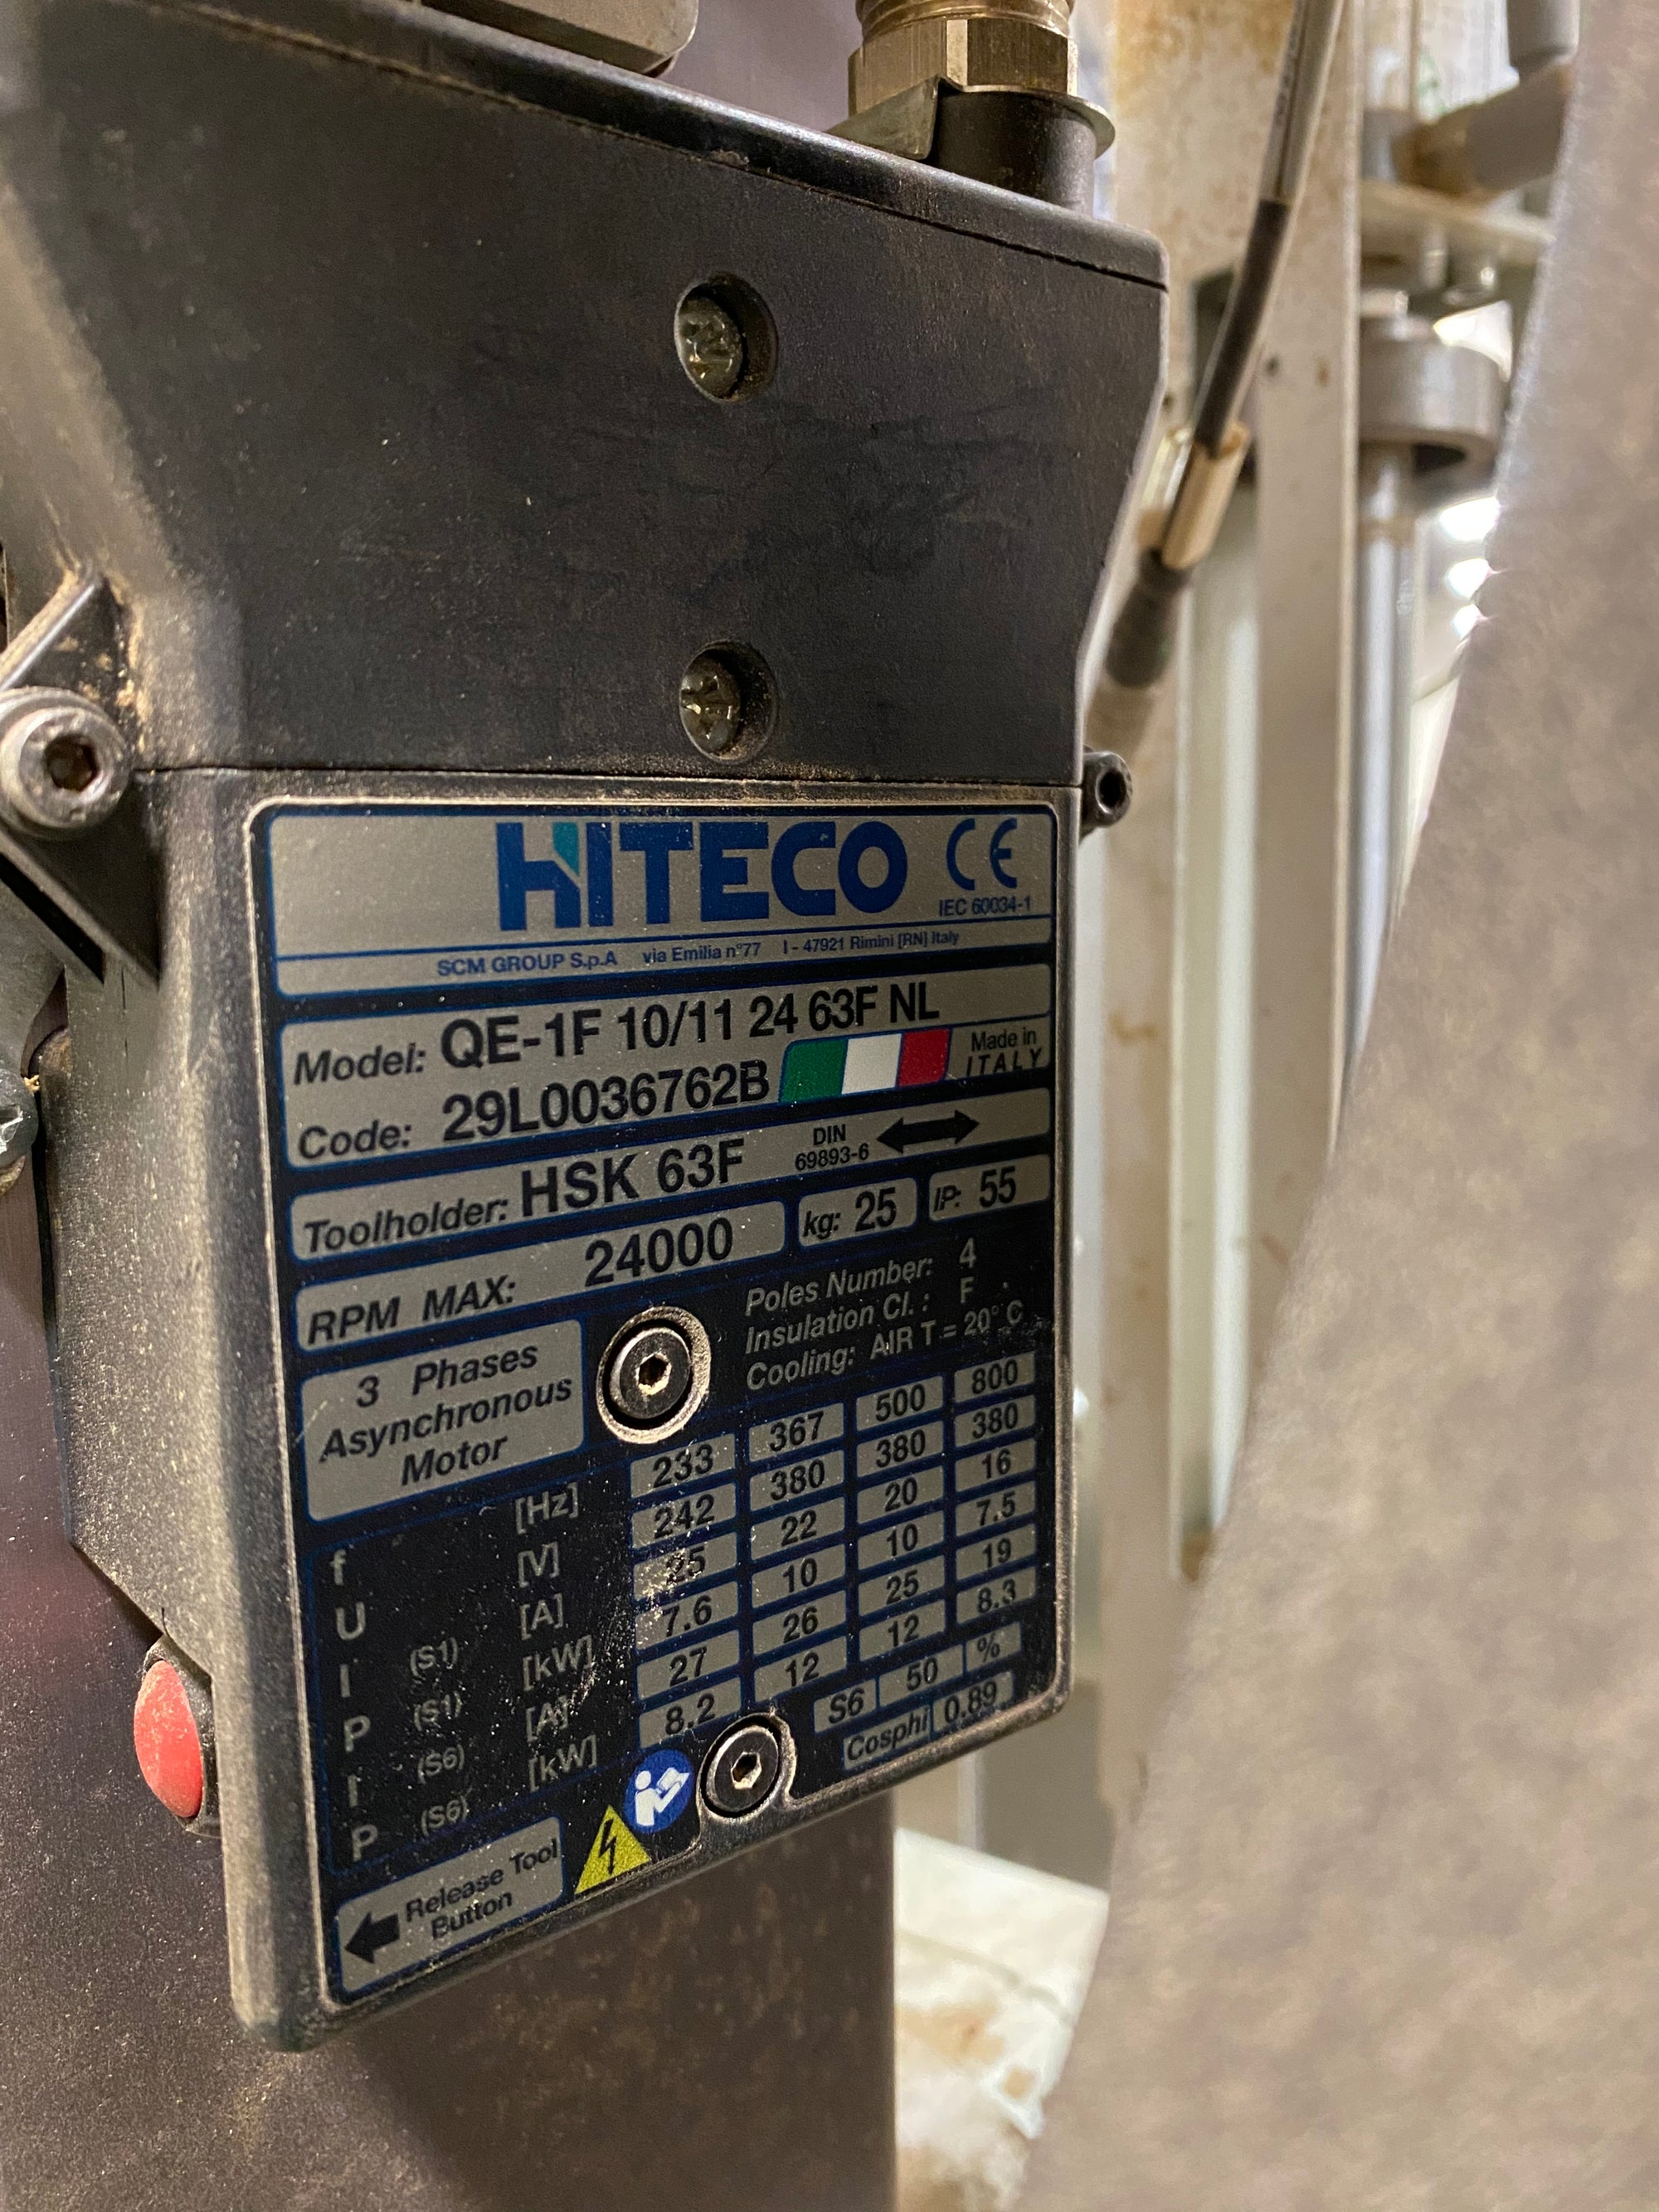 HITECO CE
IEC 60034-1
SCM GROUP S.p.A via Emilia n°77 I - 47921 Rimini [RN] Italy
Model: QE-1F 10/11 24 63F NL
Code: 29L0036762B
Made in
ITALY
Toolholder: HSK 63F DIN
69893-6
RPM MAX: 24000 kg: 25 IP: 55
3 Phases
Asynchronous
Motor
Poles Number: 4
Insulation Cl.: F
Cooling: AIR T = 20° C
f [Hz] 233 367 500 800
U [V] 242 380 380 380
I (S1) [A] 25 22 20 16
P (S1) [kW] 7.6 10 10 7.5
I (S6) [A] 27 26 25 19
P (S6) [kW] 8.2 12 12 8.3
S6 50 %
Cosphi 0.89
Release Tool
Button